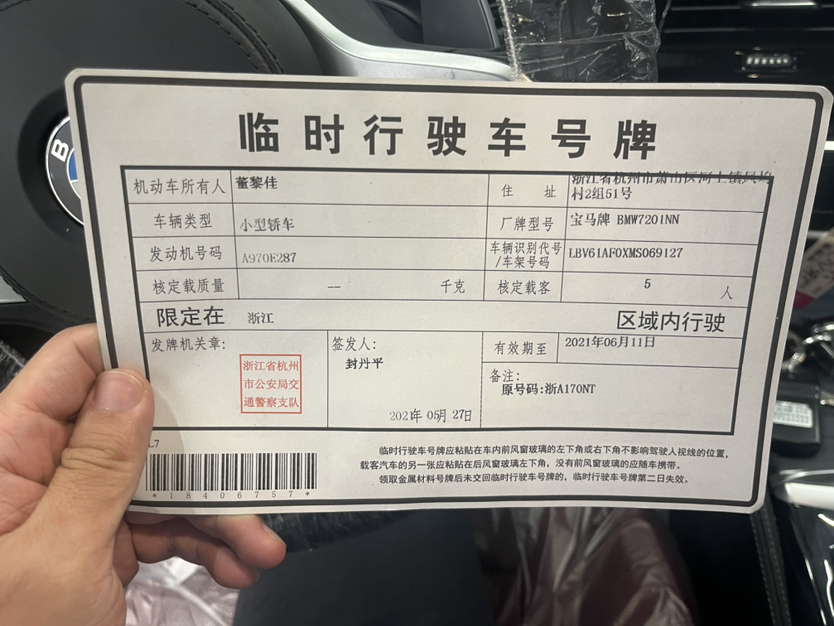 临时行驶车号牌
机动车所有人 董黎佳 住 址 浙江省杭州市萧山区河上镇凤坞村2组51号
车辆类型 小型轿车 厂牌型号 宝马牌 BMW7201NN
发动机号码 A970E287 车辆识别代号/车架号码 LBV61AF0XMS069127
核定载质量 -- 千克 核定载客 5 人
限定在 浙江 区域内行驶
发牌机关章: 签发人: 有效期至 2021年06月11日
浙江省杭州
市公安局交
通警察支队
封丹平
2021年 05月 27日
备注:
原号码:浙A170NT
L7
*18406757*
临时行驶车号牌应粘贴在车内前风窗玻璃的左下角或右下角不影响驾驶人视线的位置,
载客汽车的另一张应粘贴在后风窗玻璃左下角,没有前风窗玻璃的应随车携带。
领取金属材料号牌后未交回临时行驶车号牌的,临时行驶车号牌第二日失效。
B